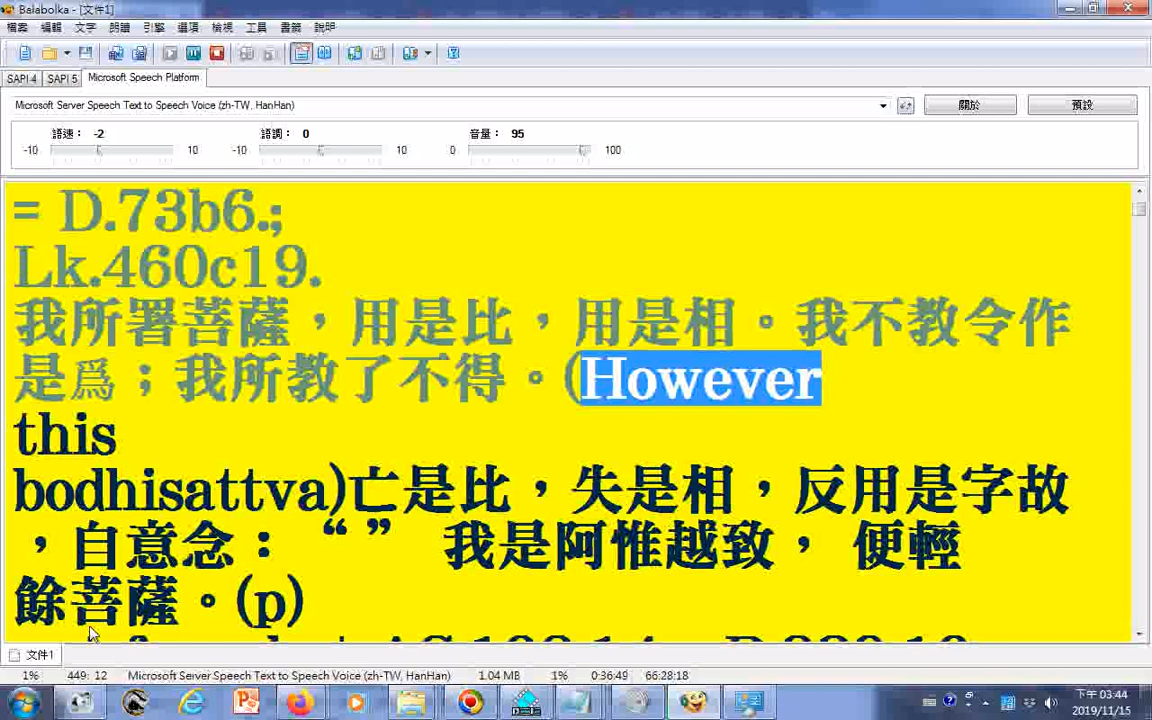 Balabolka - [文件1]
檔案 編輯 文字 朗讀 引擎 選項 檢視 工具 書籤 說明
SAPI 4 SAPI 5 Microsoft Speech Platform
Microsoft Server Speech Text to Speech Voice (zh-TW, HanHan) 關於 預設
語速： -2 語調： 0 音量： 95
-10 10 -10 10 0 100
= D.73b6.;
Lk.460c19.
我所署菩薩，用是比，用是相。我不教令作
是爲；我所教了不得。(However
this
bodhisattva)亡是比，失是相，反用是字故
，自意念：“ ” 我是阿惟越致， 便輕
餘菩薩。(p)
文件1
1% 449: 12 Microsoft Server Speech Text to Speech Voice (zh-TW, HanHan) 1.04 MB 1% 0:36:49 66:28:18
下午 03:44
2019/11/15